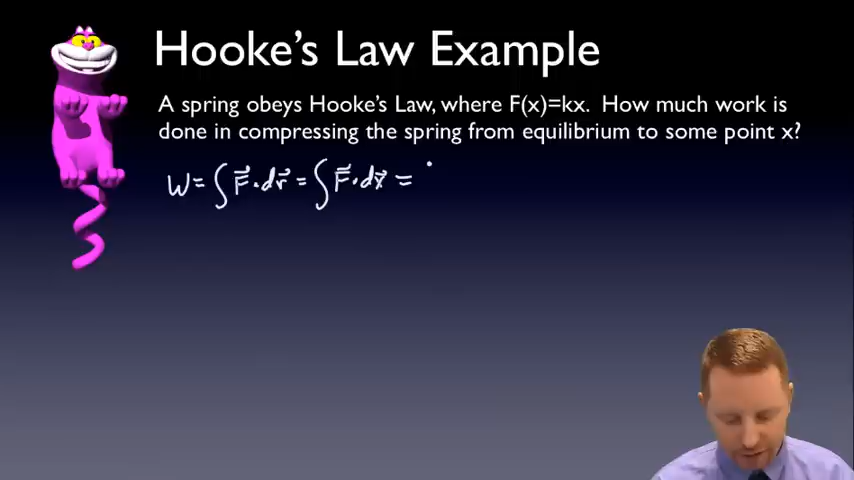 Hooke's Law Example
A spring obeys Hooke's Law, where F(x)=kx. How much work is
done in compressing the spring from equilibrium to some point x?
W = ∫ F⃗ · dr⃗ = ∫ F⃗ · dx⃗ =